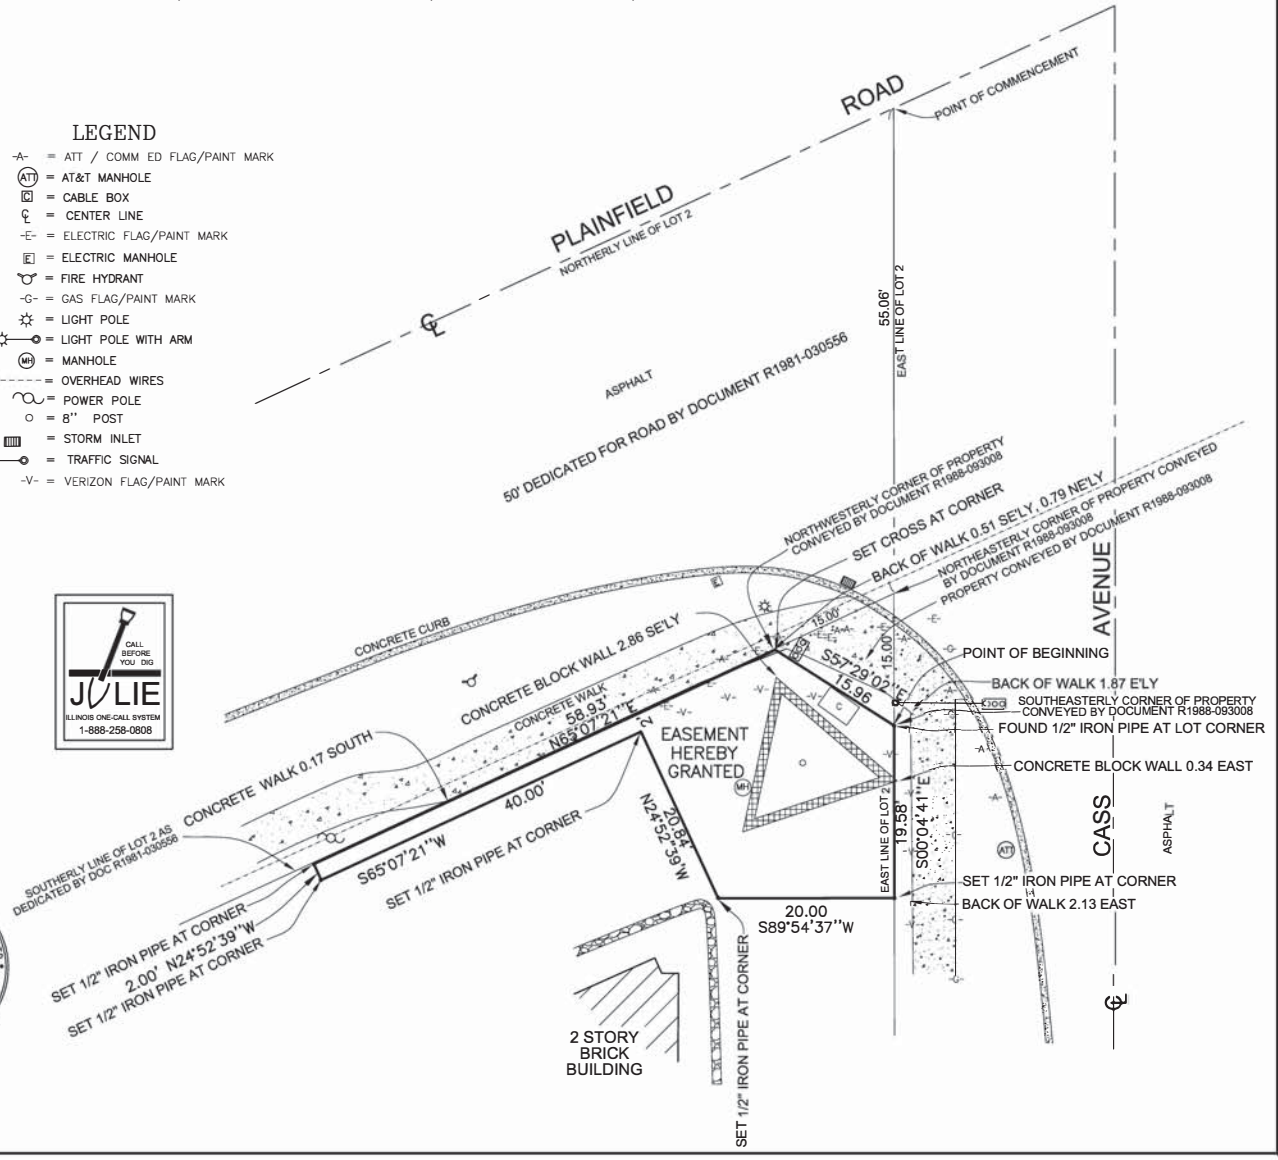 LEGEND
-A- = ATT / COMM ED FLAG/PAINT MARK
ATT = AT&T MANHOLE
C = CABLE BOX
℄ = CENTER LINE
-E- = ELECTRIC FLAG/PAINT MARK
E = ELECTRIC MANHOLE
= FIRE HYDRANT
-G- = GAS FLAG/PAINT MARK
= LIGHT POLE
= LIGHT POLE WITH ARM
MH = MANHOLE
------ = OVERHEAD WIRES
= POWER POLE
= 8'' POST
= STORM INLET
= TRAFFIC SIGNAL
-V- = VERIZON FLAG/PAINT MARK
PLAINFIELD ROAD
NORTHERLY LINE OF LOT 2
POINT OF COMMENCEMENT
℄
55.06'
EAST LINE OF LOT 2
ASPHALT
50' DEDICATED FOR ROAD BY DOCUMENT R1981-030556
NORTHWESTERLY CORNER OF PROPERTY
CONVEYED BY DOCUMENT R1988-093008
SET CROSS AT CORNER
BACK OF WALK 0.51 SE'LY, 0.79 NE'LY
NORTHEASTERLY CORNER OF PROPERTY CONVEYED
BY DOCUMENT R1988-093008
PROPERTY CONVEYED BY DOCUMENT R1988-093008
CALL
BEFORE
YOU DIG
JULIE
ILLINOIS ONE-CALL SYSTEM
1-888-258-0808
CONCRETE CURB
E
CONCRETE BLOCK WALL 2.86 SE'LY
CONCRETE WALK
58.93'
N65°07'21"E
15.00'
15.00'
S57°29'02"E
15.96
C
POINT OF BEGINNING
BACK OF WALK 1.87 E'LY
SOUTHEASTERLY CORNER OF PROPERTY
CONVEYED BY DOCUMENT R1988-093008
FOUND 1/2" IRON PIPE AT LOT CORNER
CONCRETE BLOCK WALL 0.34 EAST
EASEMENT
HEREBY
GRANTED
MH
2'
CONCRETE WALK 0.17 SOUTH
40.00'
S65°07'21''W
SET 1/2" IRON PIPE AT CORNER
20.84'
N24°52'39''W
EAST LINE OF LOT 2
19.58''
S00°04'41''E
ATT
CASS AVENUE
ASPHALT
SOUTHERLY LINE OF LOT 2 AS
DEDICATED BY DOC R1981-030556
SET 1/2" IRON PIPE AT CORNER
2.00' N24°52'39''W
SET 1/2" IRON PIPE AT CORNER
SET 1/2" IRON PIPE AT CORNER
BACK OF WALK 2.13 EAST
20.00
S89°54'37''W
SET 1/2" IRON PIPE AT CORNER
℄
2 STORY
BRICK
BUILDING